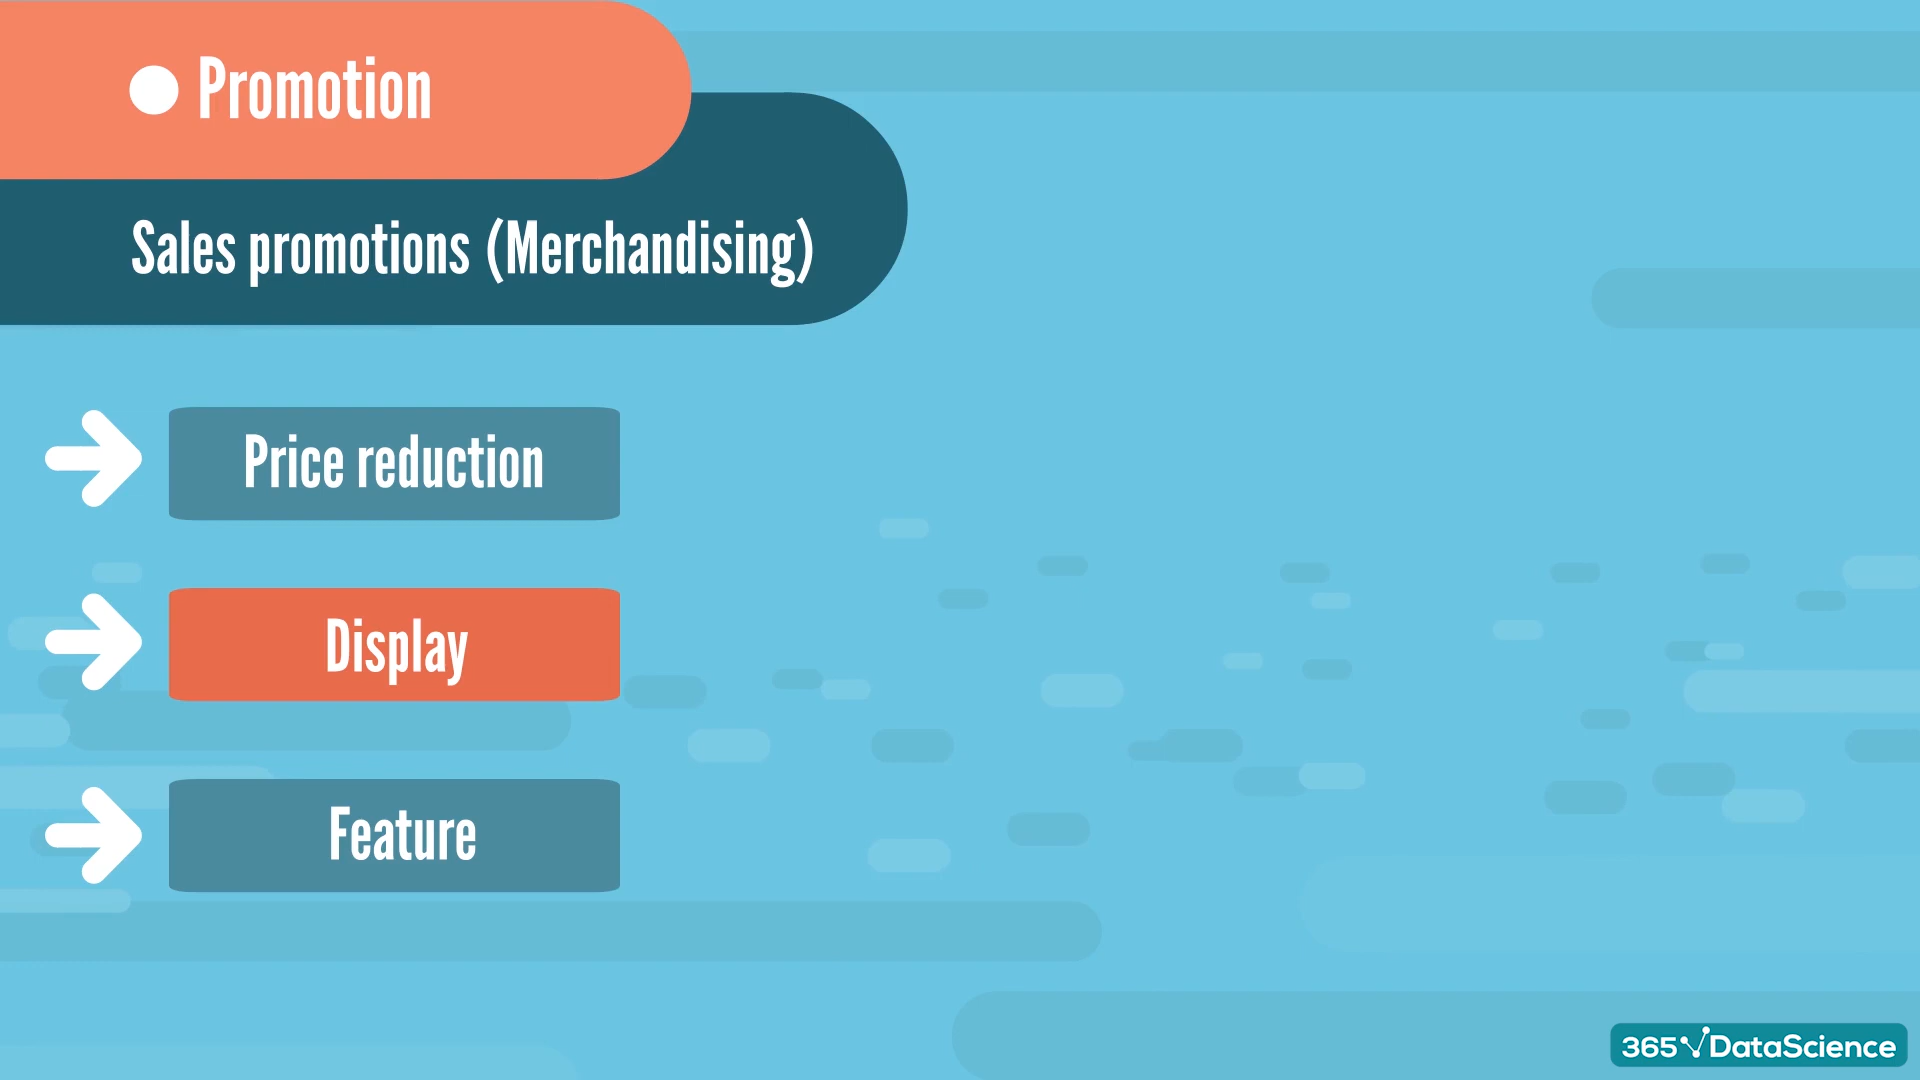 Promotion
Sales promotions (Merchandising)
Price reduction
Display
Feature
365 DataScience